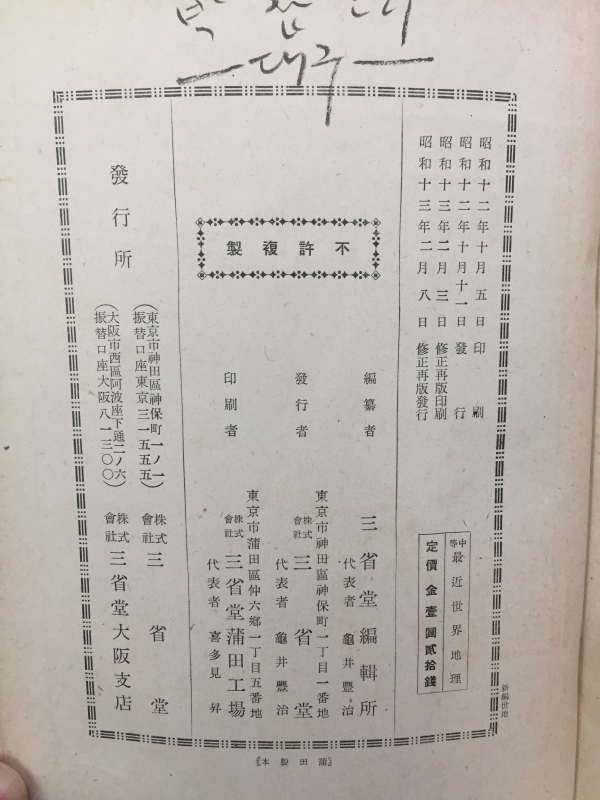 대구
昭和十二年十月五日印刷
昭和十二年十月十一日發行
昭和十三年二月三日修正再版印刷
昭和十三年二月八日修正再版發行
中等 最近世界地理
定價金壹圓貳拾錢
新編世地
不許複製
編纂者 三省堂編輯所
代表者 龜井豐治
東京市神田區神保町一丁目一番地
發行者 株式會社 三省堂
代表者 龜井豐治
東京市蒲田區仲六鄉一丁目五番地
印刷者 株式會社 三省堂蒲田工場
代表者 喜多見昇
發行所
(東京市神田區神保町一ノ一
振替口座東京三一五五五)
株式會社 三省堂
(大阪市西區阿波座下通二ノ六
振替口座大阪八一三〇〇)
株式會社 三省堂大阪支店
《蒲田製本》